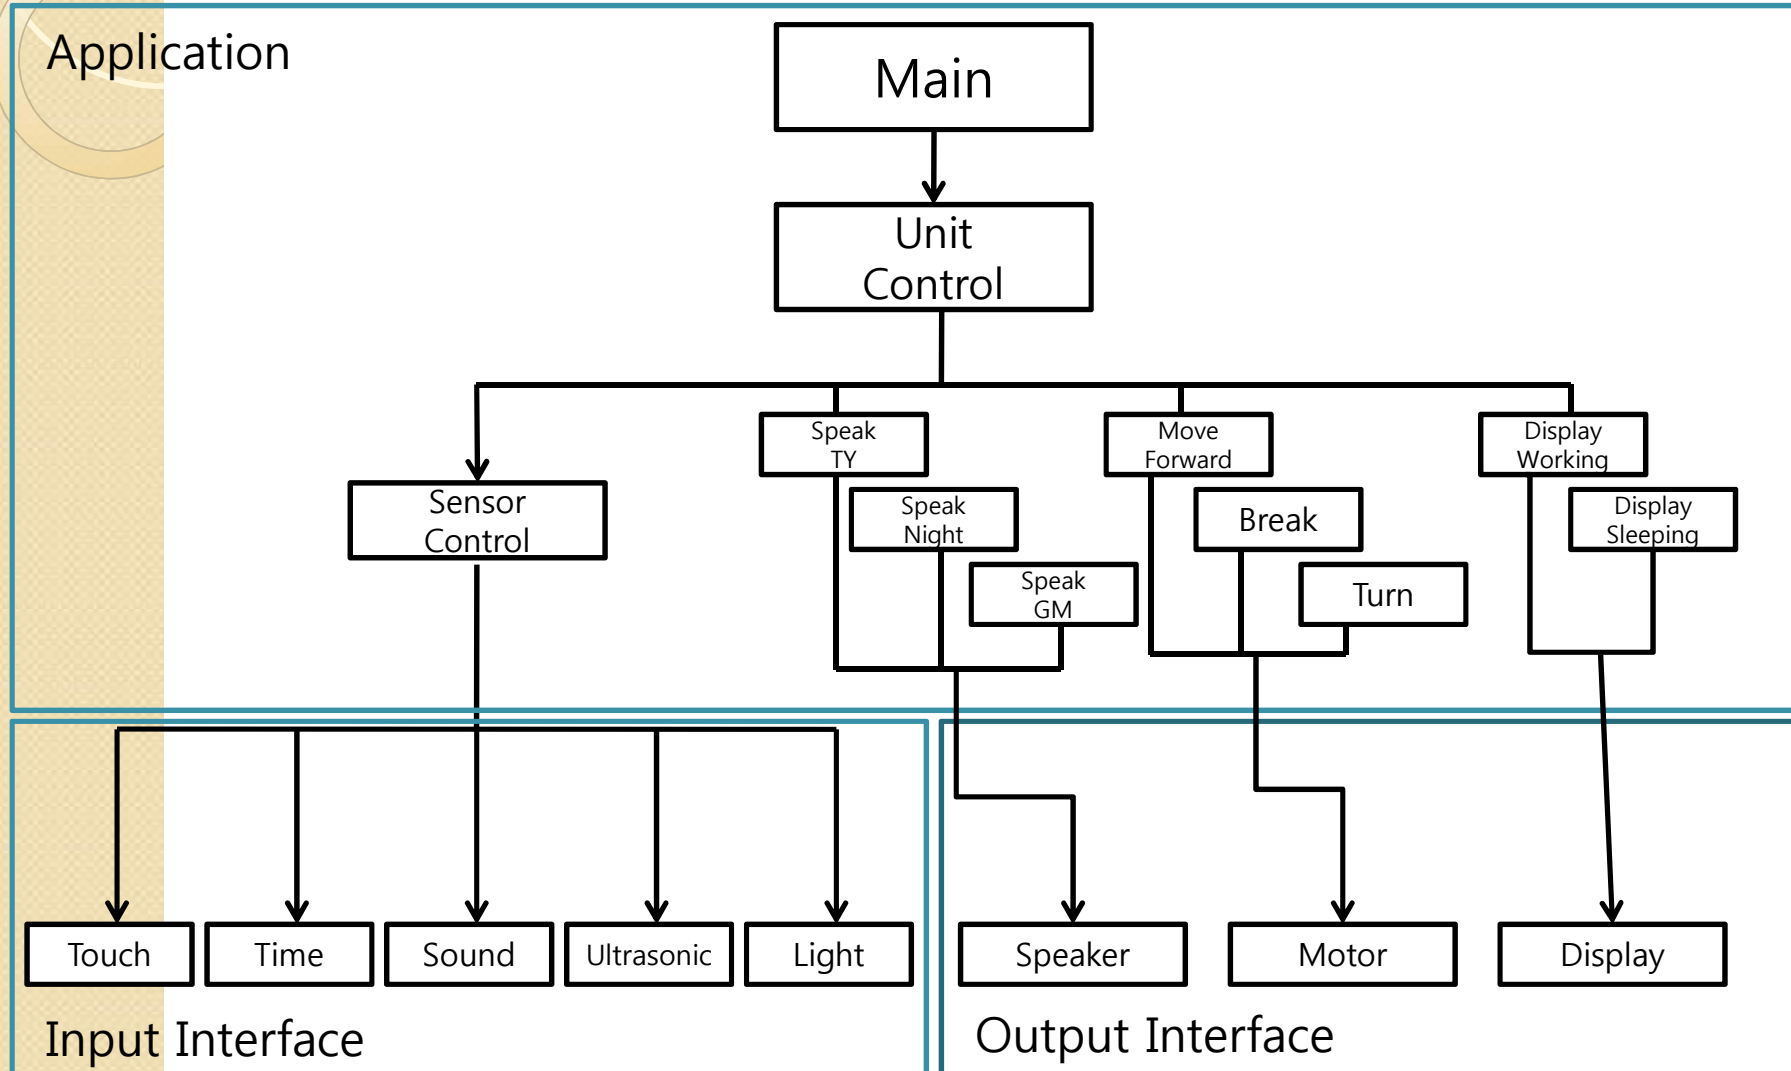 Application
Main
Unit
Control
Speak
TY
Move
Forward
Display
Working
Sensor
Control
Speak
Night
Break
Display
Sleeping
Speak
GM
Turn
Touch
Time
Sound
Ultrasonic
Light
Speaker
Motor
Display
Input Interface
Output Interface